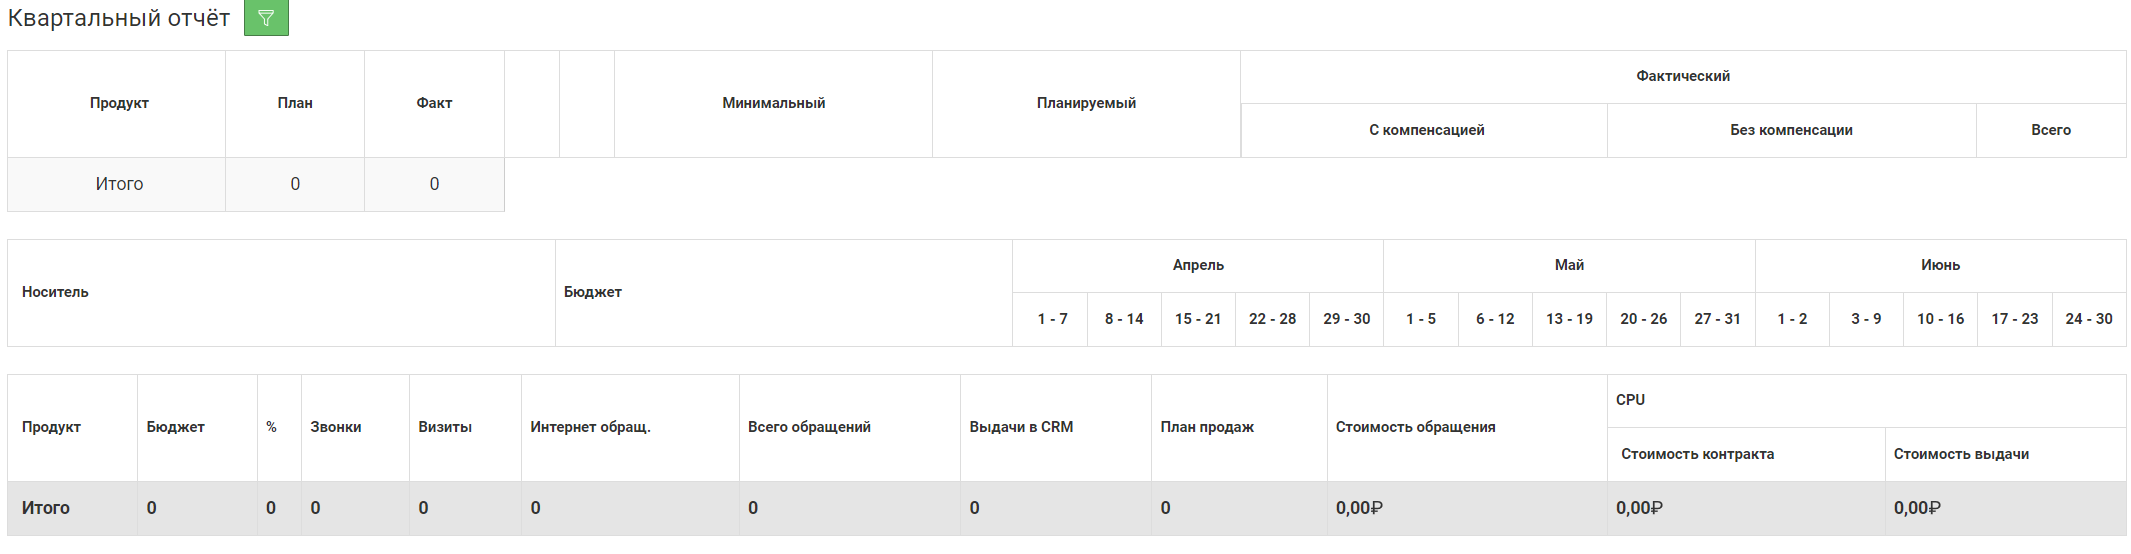 Квартальный отчёт
Фактический
Продукт План Факт Минимальный Планируемый
С компенсацией Без компенсации Всего
Итого 0 0
Апрель Май Июнь
Носитель Бюджет
1 - 7 8 - 14 15 - 21 22 - 28 29 - 30 1 - 5 6 - 12 13 - 19 20 - 26 27 - 31 1 - 2 3 - 9 10 - 16 17 - 23 24 - 30
CPU
Продукт Бюджет % Звонки Визиты Интернет обращ. Всего обращений Выдачи в CRM План продаж Стоимость обращения
Стоимость контракта Стоимость выдачи
Итого 0 0 0 0 0 0 0 0 0,00₽ 0,00₽ 0,00₽